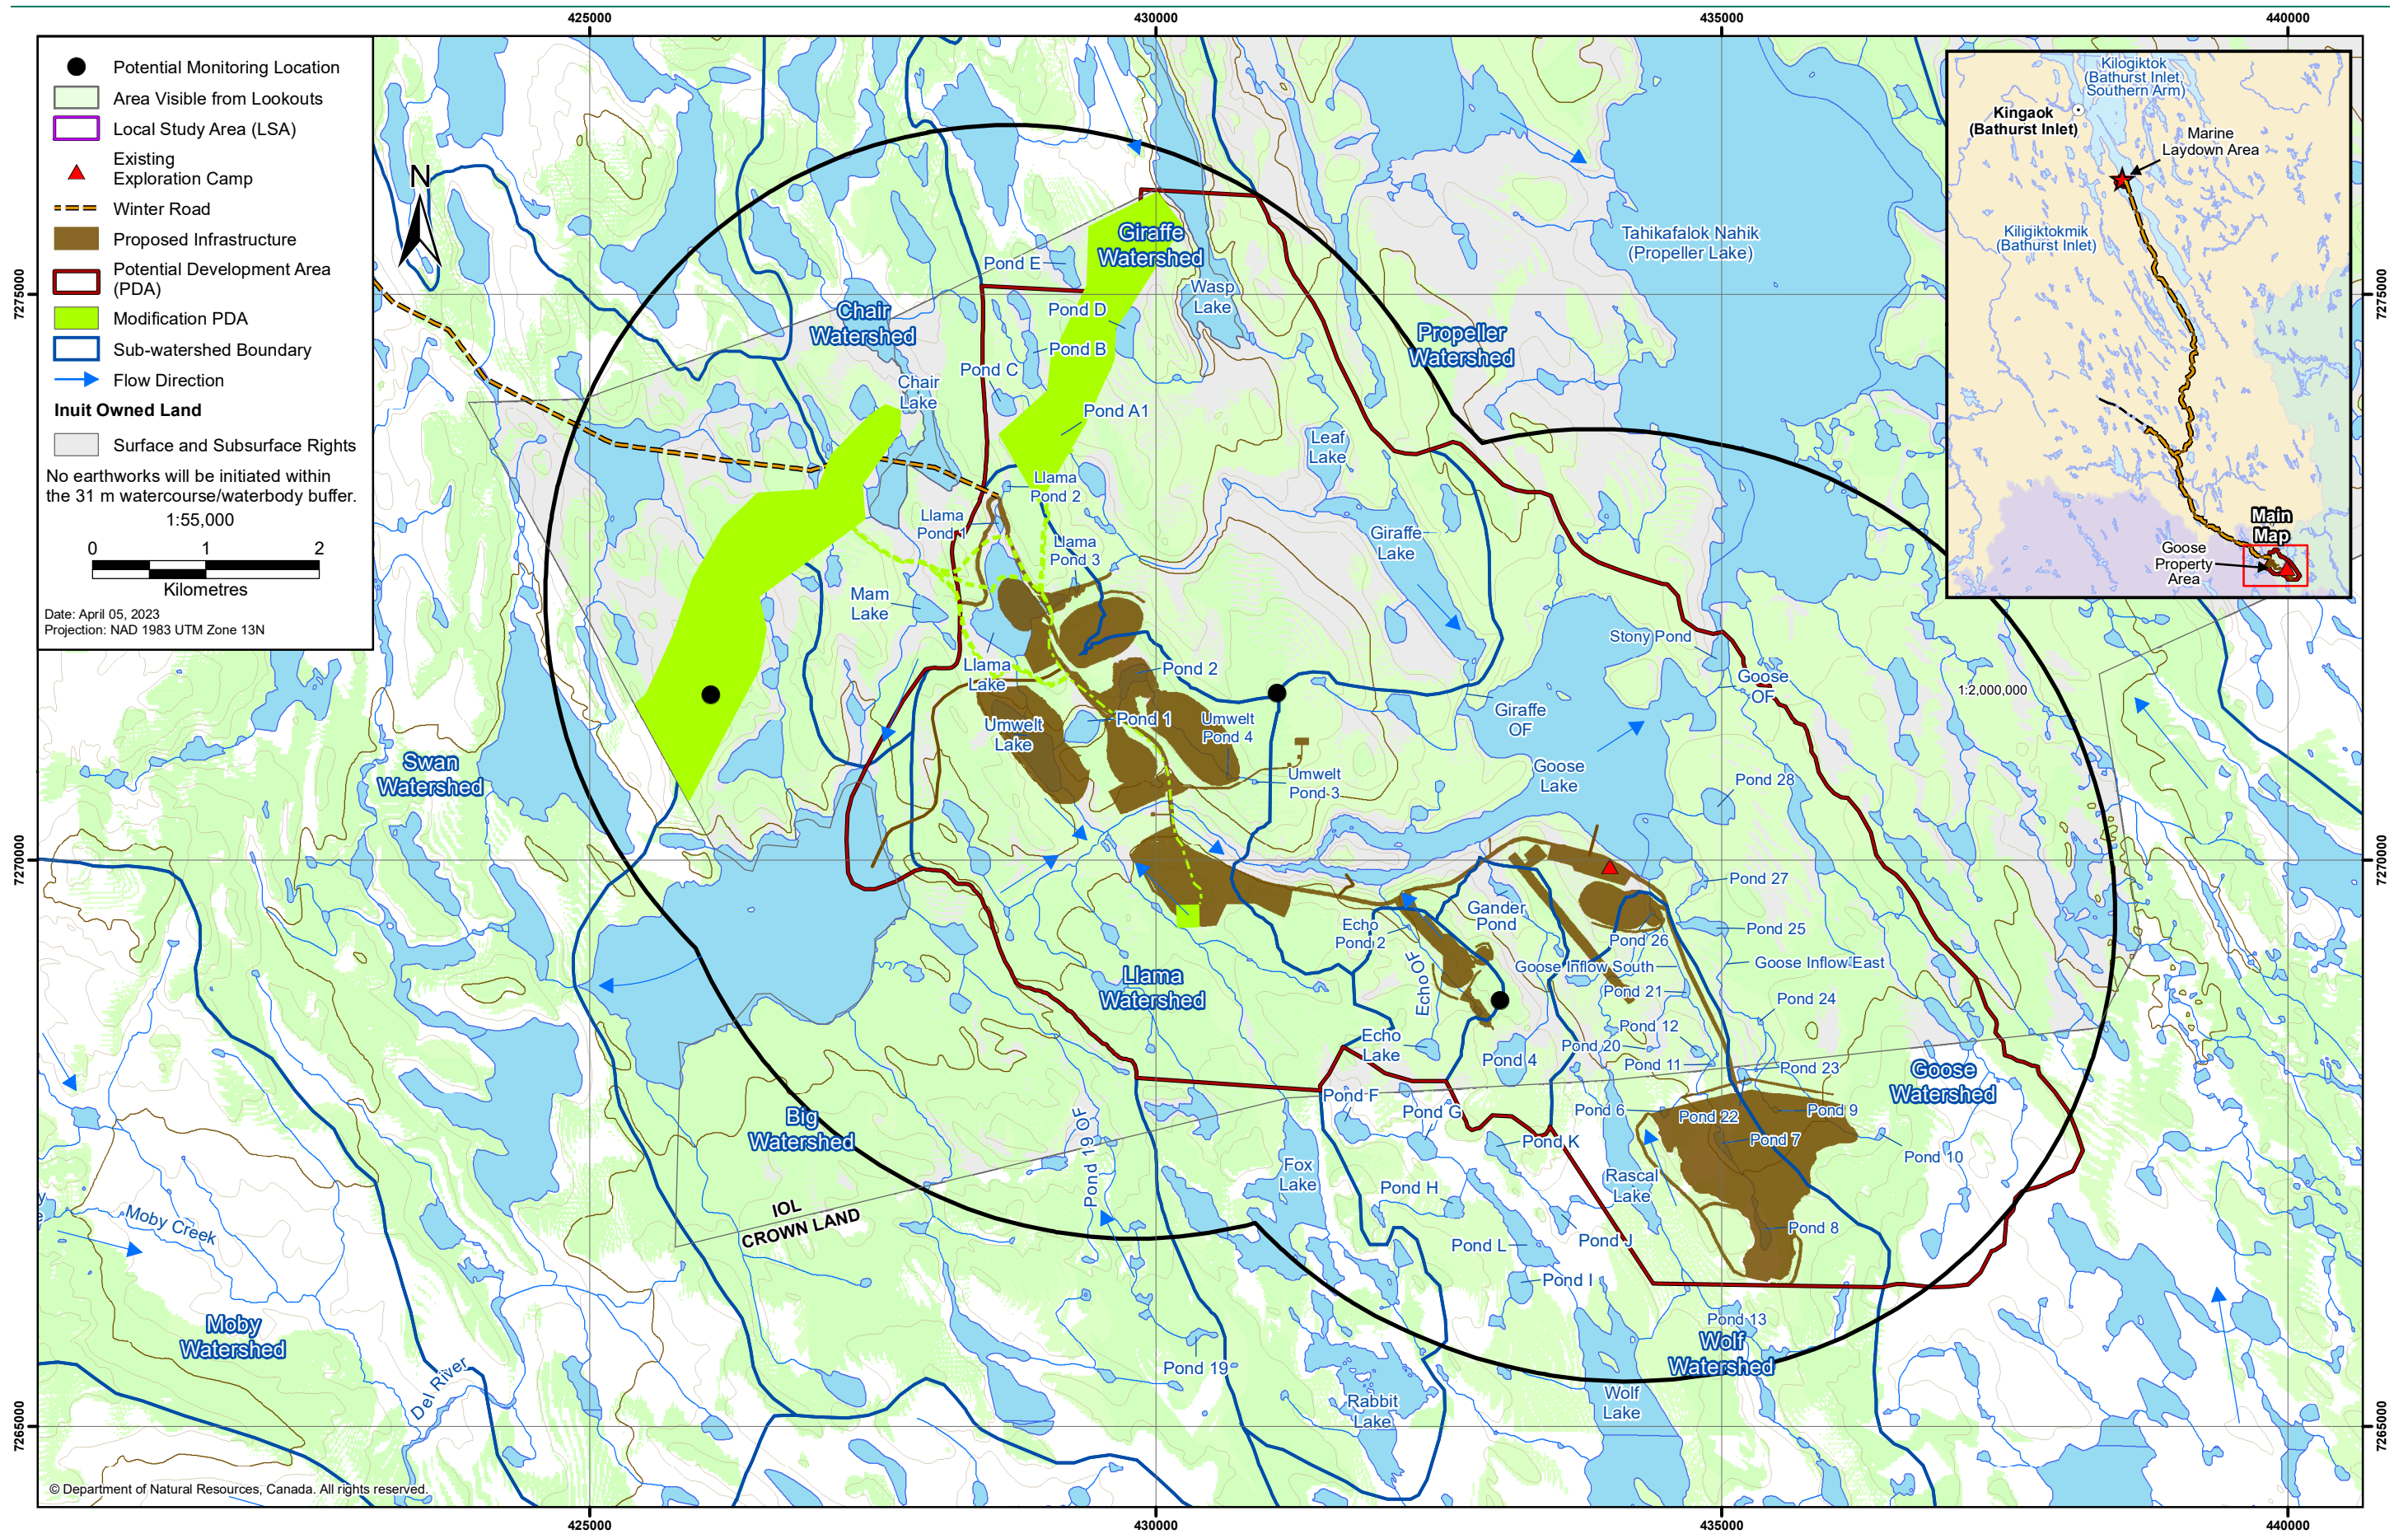 425000
430000
435000
440000
Potential Monitoring Location
Area Visible from Lookouts
Local Study Area (LSA)
Existing
Exploration Camp
Winter Road
Proposed Infrastructure
Potential Development Area
(PDA)
Modification PDA
Sub-watershed Boundary
Flow Direction
Inuit Owned Land
Surface and Subsurface Rights
No earthworks will be initiated within
the 31 m watercourse/waterbody buffer.
1:55,000
0 1 2
Kilometres
Date: April 05, 2023
Projection: NAD 1983 UTM Zone 13N
N
Kilogiktok
(Bathurst Inlet,
Southern Arm)
Kingaok
(Bathurst Inlet)
Marine
Laydown Area
Kiligiktokmik
(Bathurst Inlet)
Main
Map
Goose
Property
Area
1:2,000,000
7275000
7275000
7270000
7270000
7265000
7265000
Giraffe
Watershed
Pond E
Wasp
Lake
Tahikafalok Nahik
(Propeller Lake)
Chair
Watershed
Pond D
Propeller
Watershed
Pond B
Pond C
Chair
Lake
Pond A1
Leaf
Lake
Llama
Pond 2
Llama
Pond 1
Giraffe
Lake
Llama
Pond 3
Mam
Lake
Stony Pond
Llama
Lake
Pond 2
Goose
OF
Giraffe
OF
Umwelt
Lake
Pond 1
Umwelt
Pond 4
Swan
Watershed
Goose
Lake
Umwelt
Pond 3
Pond 28
Pond 27
Gander
Pond
Echo
Pond 2
Pond 25
Pond 26
Goose Inflow East
Goose Inflow South
Echo OF
Llama
Watershed
Pond 21
Pond 24
Pond 12
Echo
Lake
Pond 20
Pond 4
Pond 11
Pond 23
Goose
Watershed
Pond F
Pond G
Pond 6
Pond 22
Pond 9
Big
Watershed
Pond K
Pond 7
Pond 10
Pond 19 OF
Fox
Lake
Rascal
Lake
Pond H
IOL
CROWN LAND
Moby Creek
Pond 8
Pond L
Pond J
Pond I
Moby
Watershed
Pond 13
Wolf
Watershed
Pond 19
Del River
Rabbit
Lake
Wolf
Lake
© Department of Natural Resources, Canada. All rights reserved.
425000
430000
435000
440000